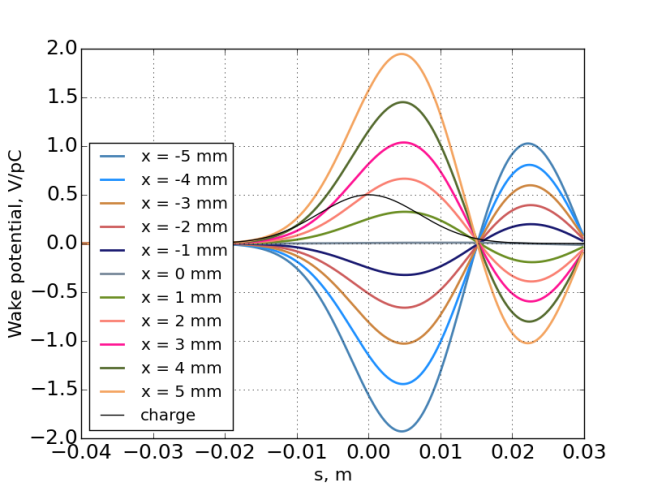 2.0
1.5
1.0
0.5
0.0
−0.5
−1.0
−1.5
−2.0
Wake potential, V/pC
x = -5 mm
x = -4 mm
x = -3 mm
x = -2 mm
x = -1 mm
x = 0 mm
x = 1 mm
x = 2 mm
x = 3 mm
x = 4 mm
x = 5 mm
charge
−0.04 −0.03 −0.02 −0.01 0.00 0.01 0.02 0.03
s, m